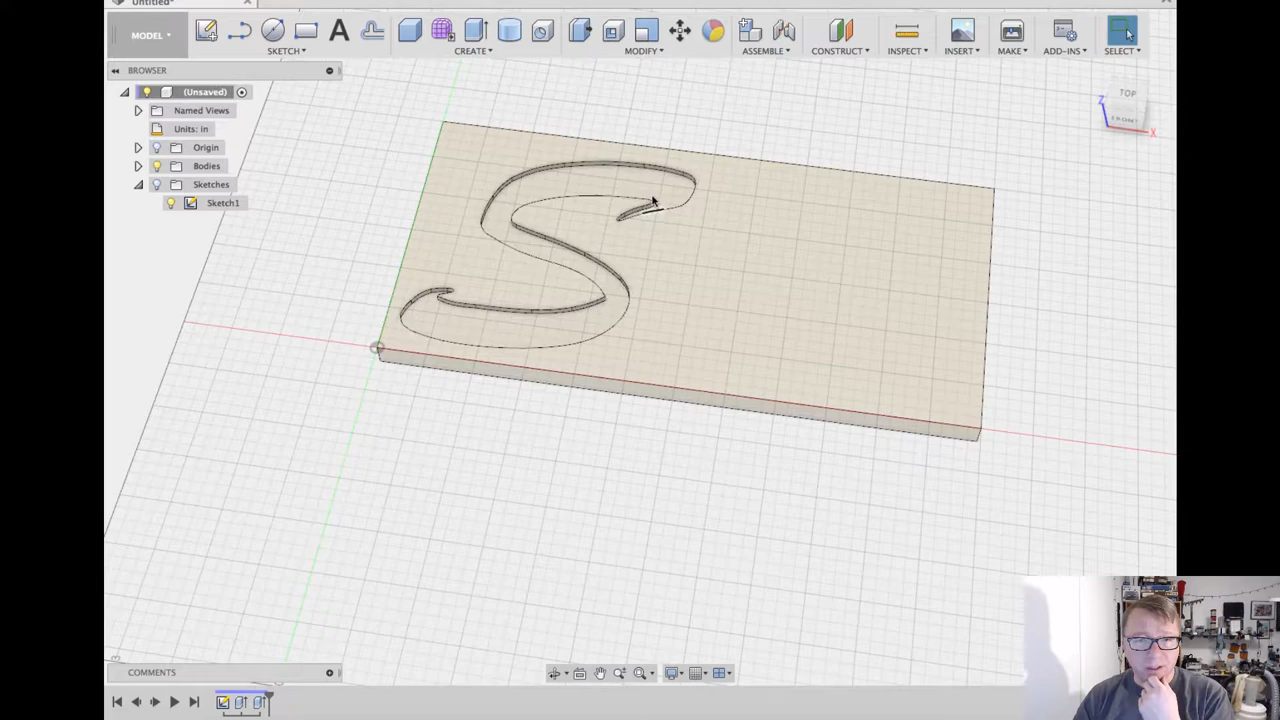 Untitled*
MODEL
SKETCH
CREATE
MODIFY
ASSEMBLE
CONSTRUCT
INSPECT
INSERT
MAKE
ADD-INS
SELECT
BROWSER
(Unsaved)
Named Views
Units: in
Origin
Bodies
Sketches
Sketch1
TOP
Z
X
S
COMMENTS